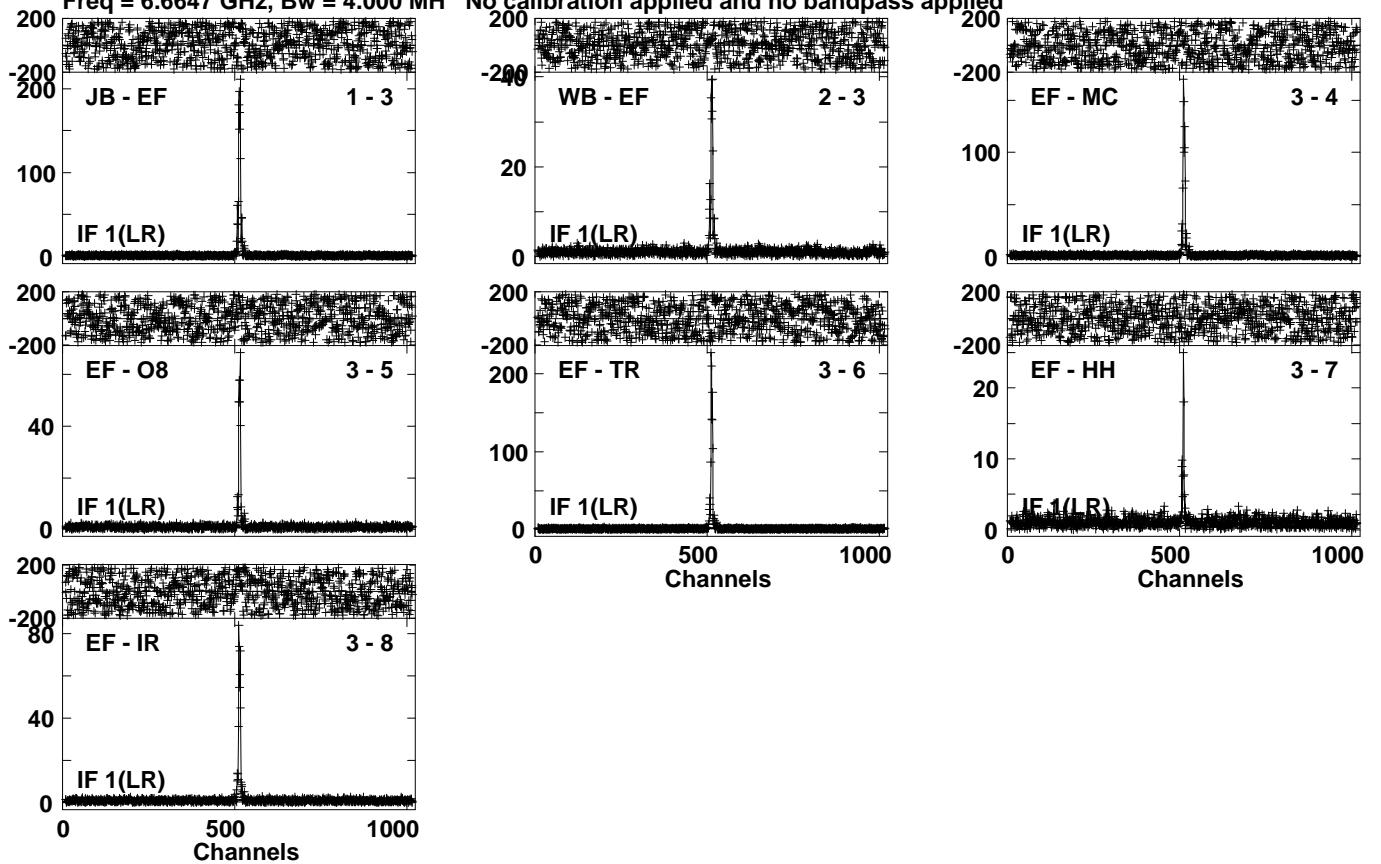 Freq = 6.6647 GHz, Bw = 4.000 MH No calibration applied and no bandpass applied
200
-200
200
100
0
JB - EF 1 - 3
IF 1(LR)
200
-200
40
20
0
WB - EF 2 - 3
IF 1(LR)
200
-200
100
0
EF - MC 3 - 4
IF 1(LR)
200
-200
40
0
EF - O8 3 - 5
IF 1(LR)
200
-200
200
100
0
EF - TR 3 - 6
IF 1(LR)
0 500 1000
Channels
200
-200
20
10
0
EF - HH 3 - 7
IF 1(LR)
0 500 1000
Channels
200
-200
80
40
0
EF - IR 3 - 8
IF 1(LR)
0 500 1000
Channels